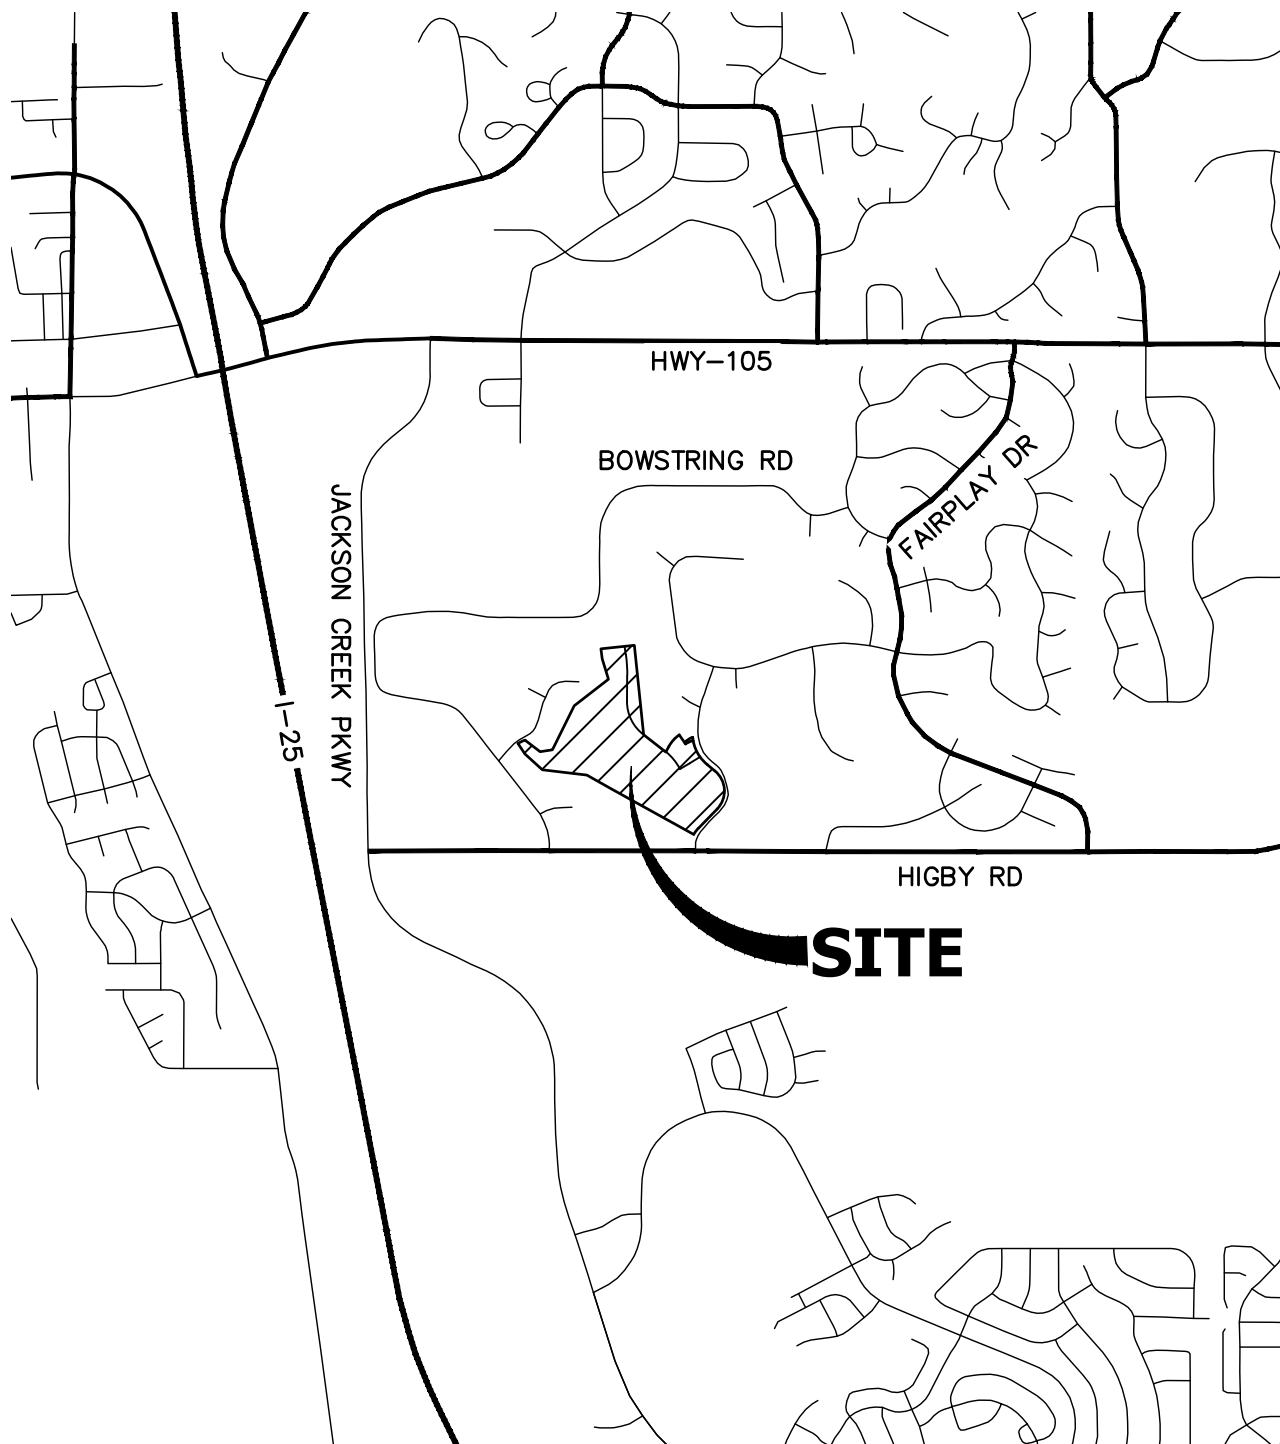 HWY-105
BOWSTRING RD
FAIRPLAY DR
JACKSON CREEK PKWY
I-25
HIGBY RD
SITE